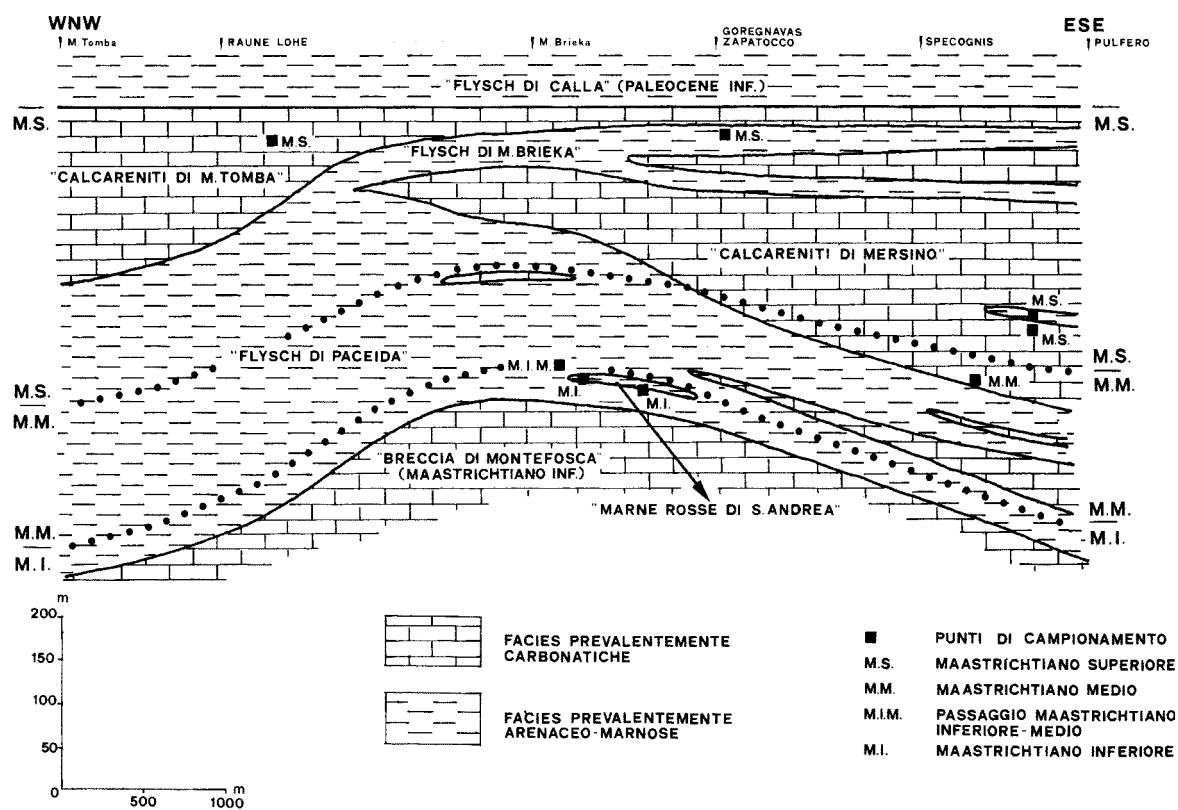 WNW
ESE
M.Tomba
RAUNE LOHE
M.Brieka
GOREGNAVAS
ZAPATOCCO
SPECOGNIS
PULFERO
"FLYSCH DI CALLA" (PALEOCENE INF.)
M.S.
M.S.
M.S.
M.S.
"FLYSCH DI M.BRIEKA"
"CALCARENITI DI M.TOMBA"
"CALCARENITI DI MERSINO"
M.S.
M.S.
"FLYSCH DI PACEIDA"
M.I.M.
M.S.
M.M.
M.S.
M.M.
M.M.
M.I.
M.I.
"BRECCIA DI MONTEFOSCA"
(MAASTRICHTIANO INF.)
"MARNE ROSSE DI S.ANDREA"
M.M.
M.I.
M.M.
M.I.
m
200
150
100
50
0
500
1000
m
FACIES PREVALENTEMENTE
CARBONATICHE
FACIES PREVALENTEMENTE
ARENACEO-MARNOSE
PUNTI DI CAMPIONAMENTO
M.S. MAASTRICHTIANO SUPERIORE
M.M. MAASTRICHTIANO MEDIO
M.I.M. PASSAGGIO MAASTRICHTIANO
INFERIORE-MEDIO
M.I. MAASTRICHTIANO INFERIORE